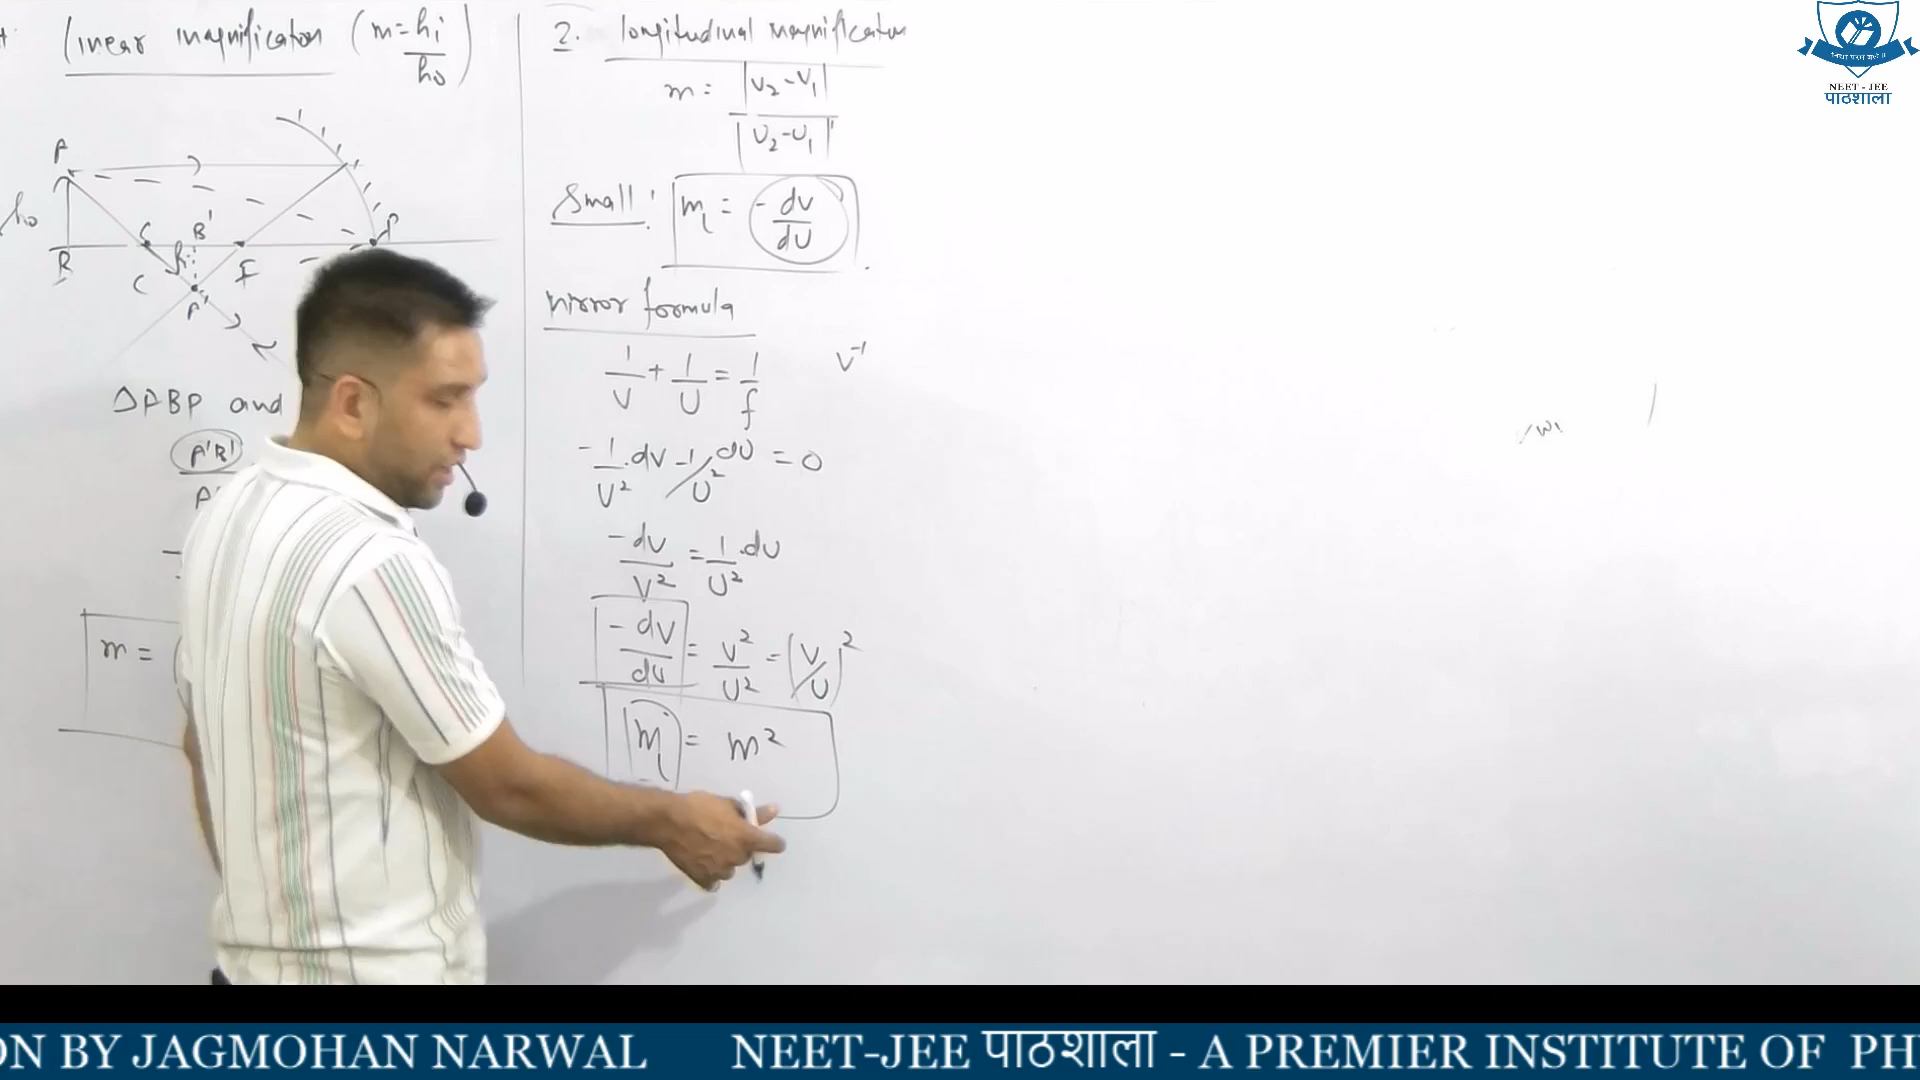 linear magnification (m = hi/ho)
A
ho
B'
P
B
C
hi
F
A'
ΔABP and
A'B'
m =
2. longitudinal magnification
m = |V2-V1| / |U2-U1|
Small: mL = -dv/du
mirror formula
1/v + 1/u = 1/f
v⁻¹
-1/v² .dv - 1/u² du = 0
-dv/v² = 1/u² .du
-dv/du = v²/u² = (v/u)²
mL = m²
NEET - JEE
पाठशाला
ON BY JAGMOHAN NARWAL NEET-JEE पाठशाला - A PREMIER INSTITUTE OF PH